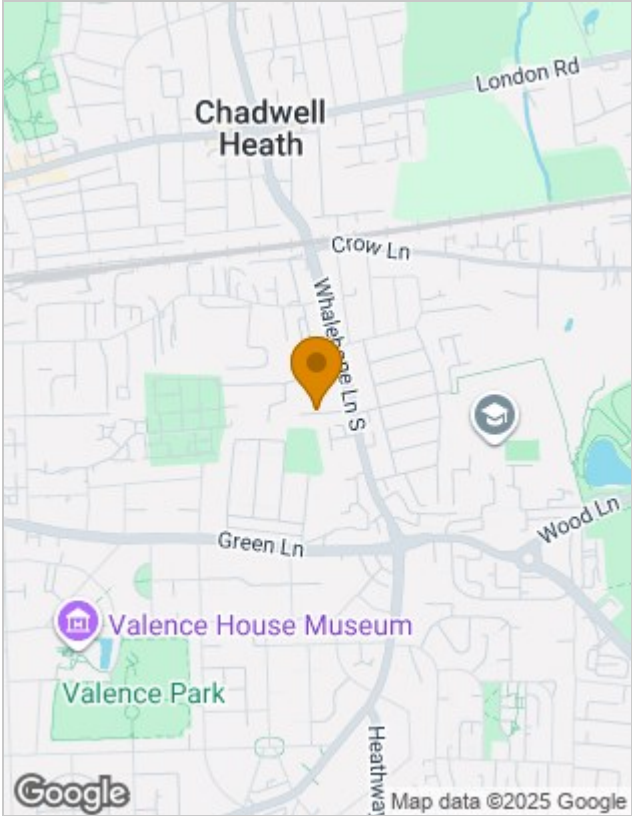 London Rd
Chadwell
Heath
Crow Ln
Whalebone Ln S
Green Ln
Wood Ln
Valence House Museum
Valence Park
Heathway
Google
Map data ©2025 Google